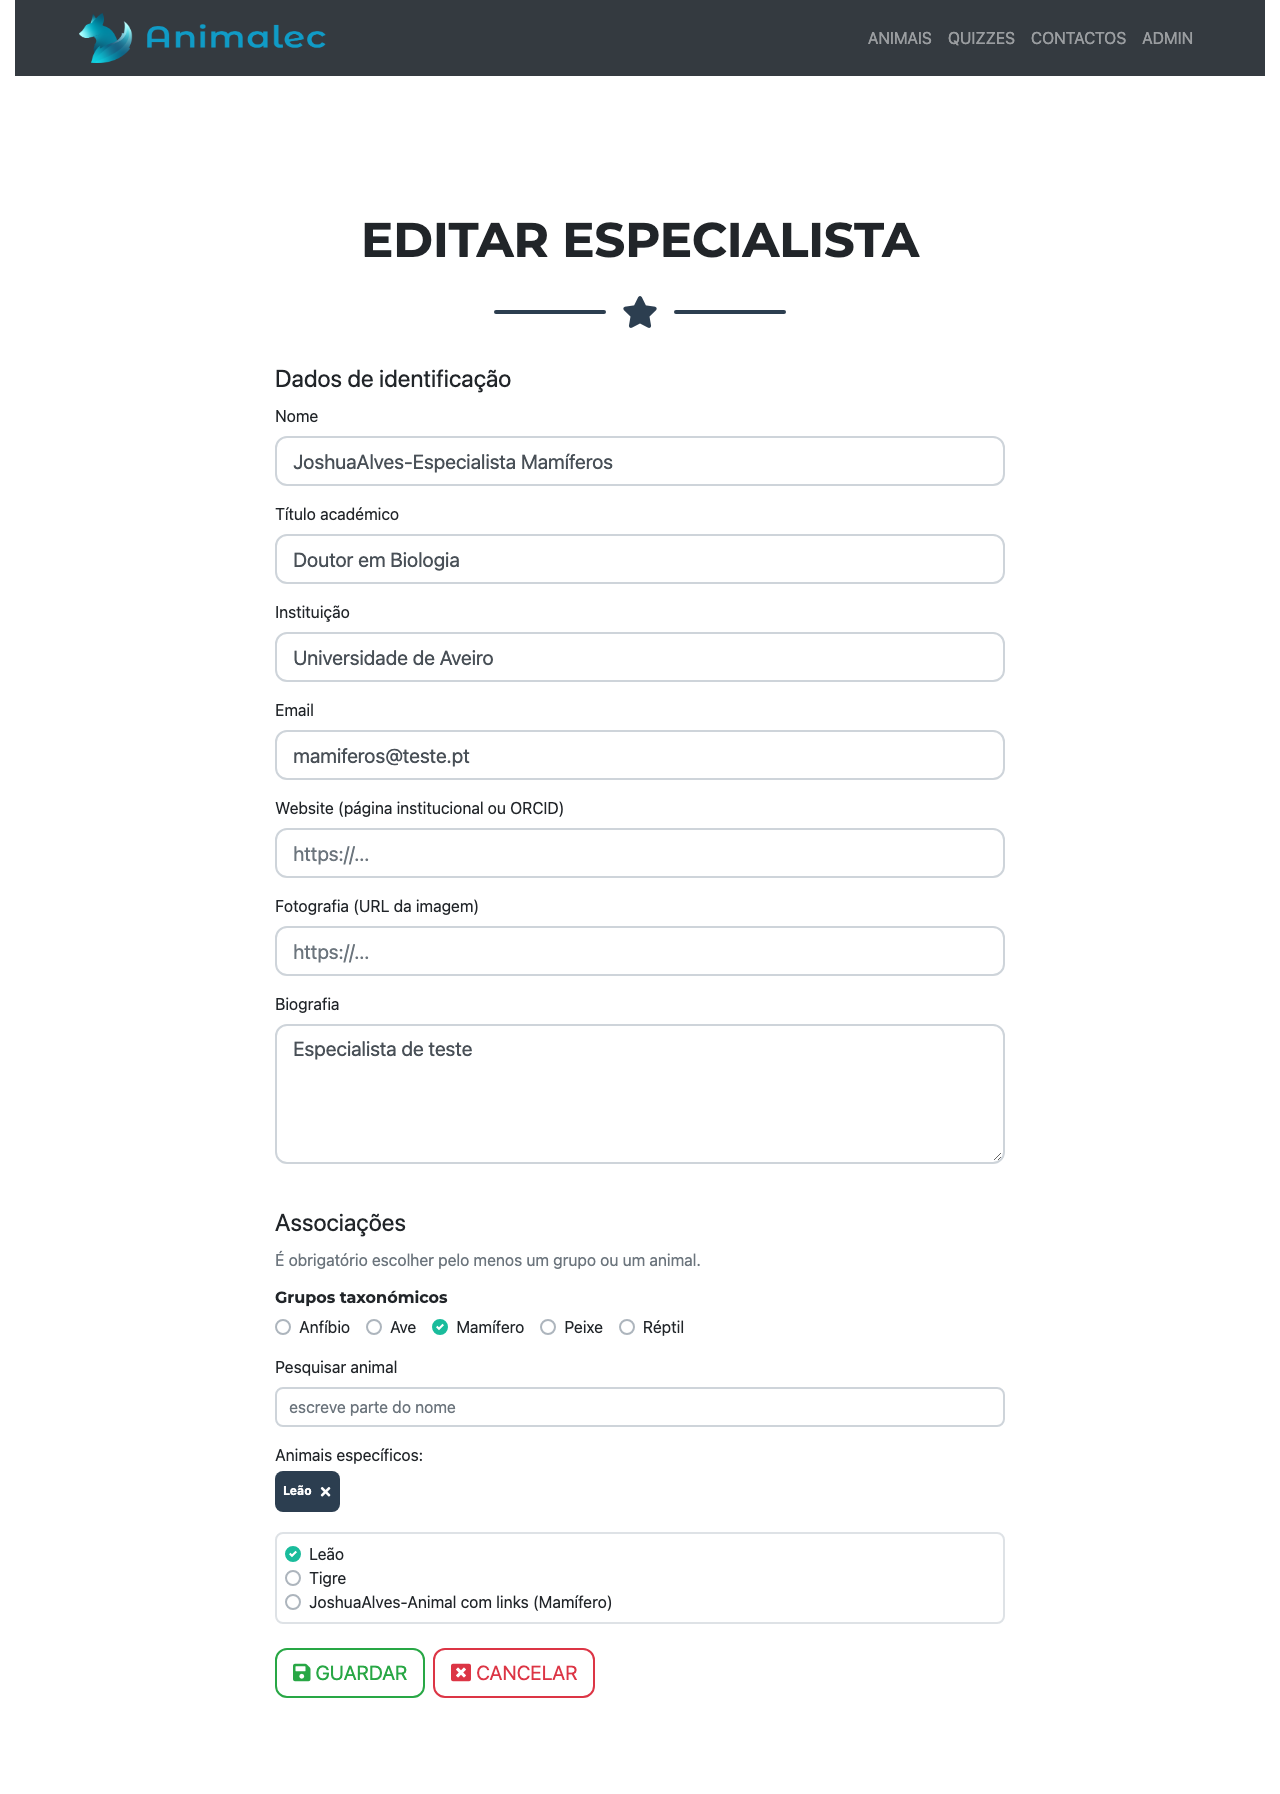 Animalec
ANIMAIS QUIZZES CONTACTOS ADMIN
EDITAR ESPECIALISTA
Dados de identificação
Nome
JoshuaAlves-Especialista Mamíferos
Título académico
Doutor em Biologia
Instituição
Universidade de Aveiro
Email
mamiferos@teste.pt
Website (página institucional ou ORCID)
https://...
Fotografia (URL da imagem)
https://...
Biografia
Especialista de teste
Associações
É obrigatório escolher pelo menos um grupo ou um animal.
Grupos taxonómicos
Anfíbio Ave Mamífero Peixe Réptil
Pesquisar animal
escreve parte do nome
Animais específicos:
Leão
Leão
Tigre
JoshuaAlves-Animal com links (Mamífero)
GUARDAR CANCELAR